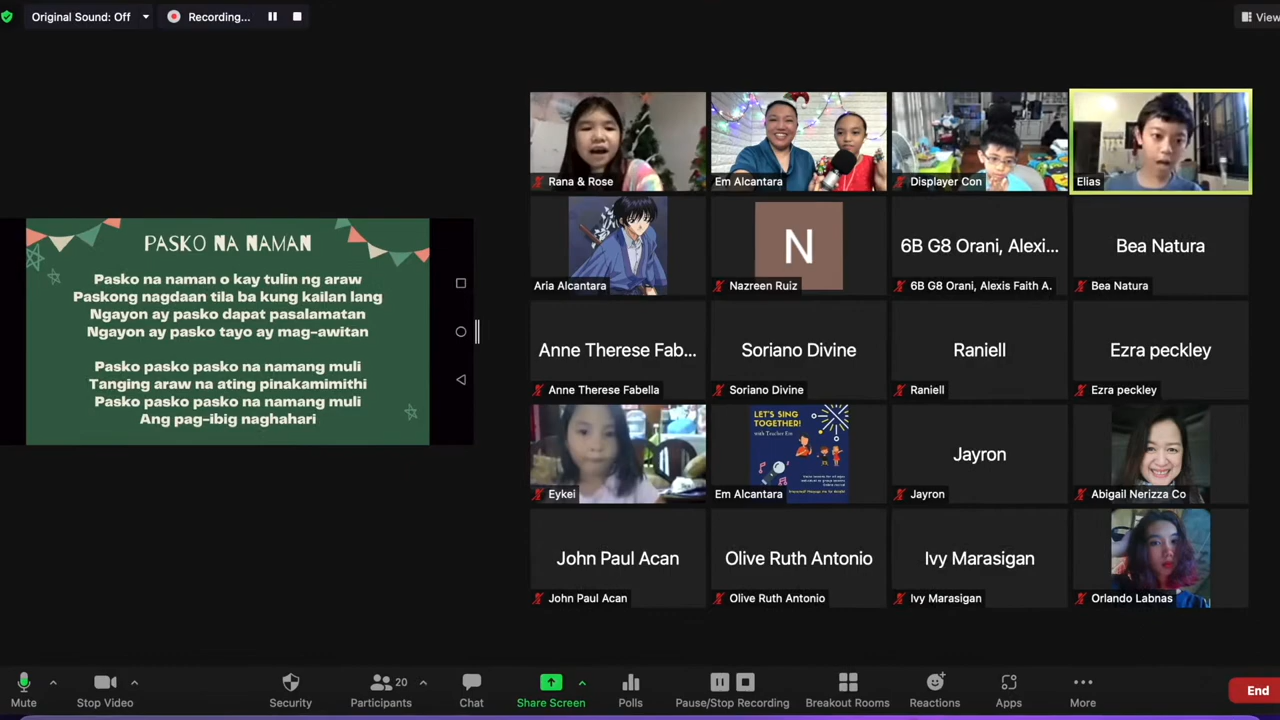 Original Sound: Off
Recording...
View
PASKO NA NAMAN
Pasko na naman o kay tulin ng araw
Paskong nagdaan tila ba kung kailan lang
Ngayon ay pasko dapat pasalamatan
Ngayon ay pasko tayo ay mag-awitan
Pasko pasko pasko na namang muli
Tanging araw na ating pinakamimithi
Pasko pasko pasko na namang muli
Ang pag-ibig naghahari
Rana & Rose
Em Alcantara
Displayer Con
Elias
Aria Alcantara
N
Nazreen Ruiz
6B G8 Orani, Alexi...
6B G8 Orani, Alexis Faith A.
Bea Natura
Bea Natura
Anne Therese Fab...
Anne Therese Fabella
Soriano Divine
Soriano Divine
Raniell
Raniell
Ezra peckley
Ezra peckley
Eykei
LET'S SING
TOGETHER!
with Teacher Em
Em Alcantara
Jayron
Jayron
Abigail Nerizza Co
John Paul Acan
John Paul Acan
Olive Ruth Antonio
Olive Ruth Antonio
Ivy Marasigan
Ivy Marasigan
Orlando Labnas
Mute
Stop Video
Security
Participants
20
Chat
Share Screen
Polls
Pause/Stop Recording
Breakout Rooms
Reactions
Apps
More
End